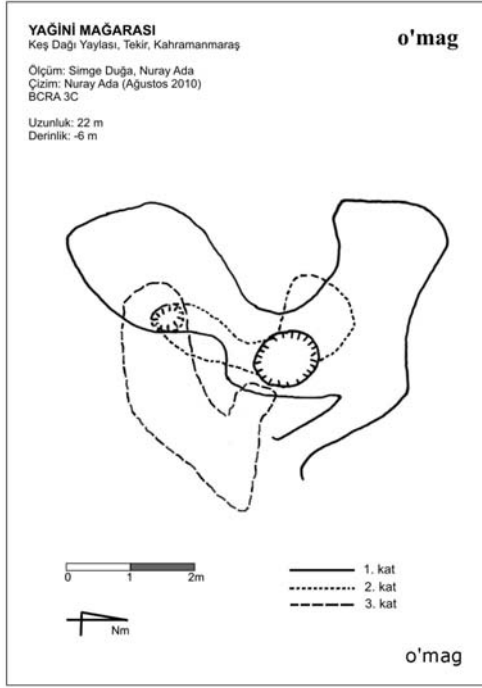 YAĞİNİ MAĞARASI
Keş Dağı Yaylası, Tekir, Kahramanmaraş
o'mag
Ölçüm: Simge Duğa, Nuray Ada
Çizim: Nuray Ada (Ağustos 2010)
BCRA 3C
Uzunluk: 22 m
Derinlik: -6 m
0 1 2m
1. kat
2. kat
3. kat
Nm
o'mag